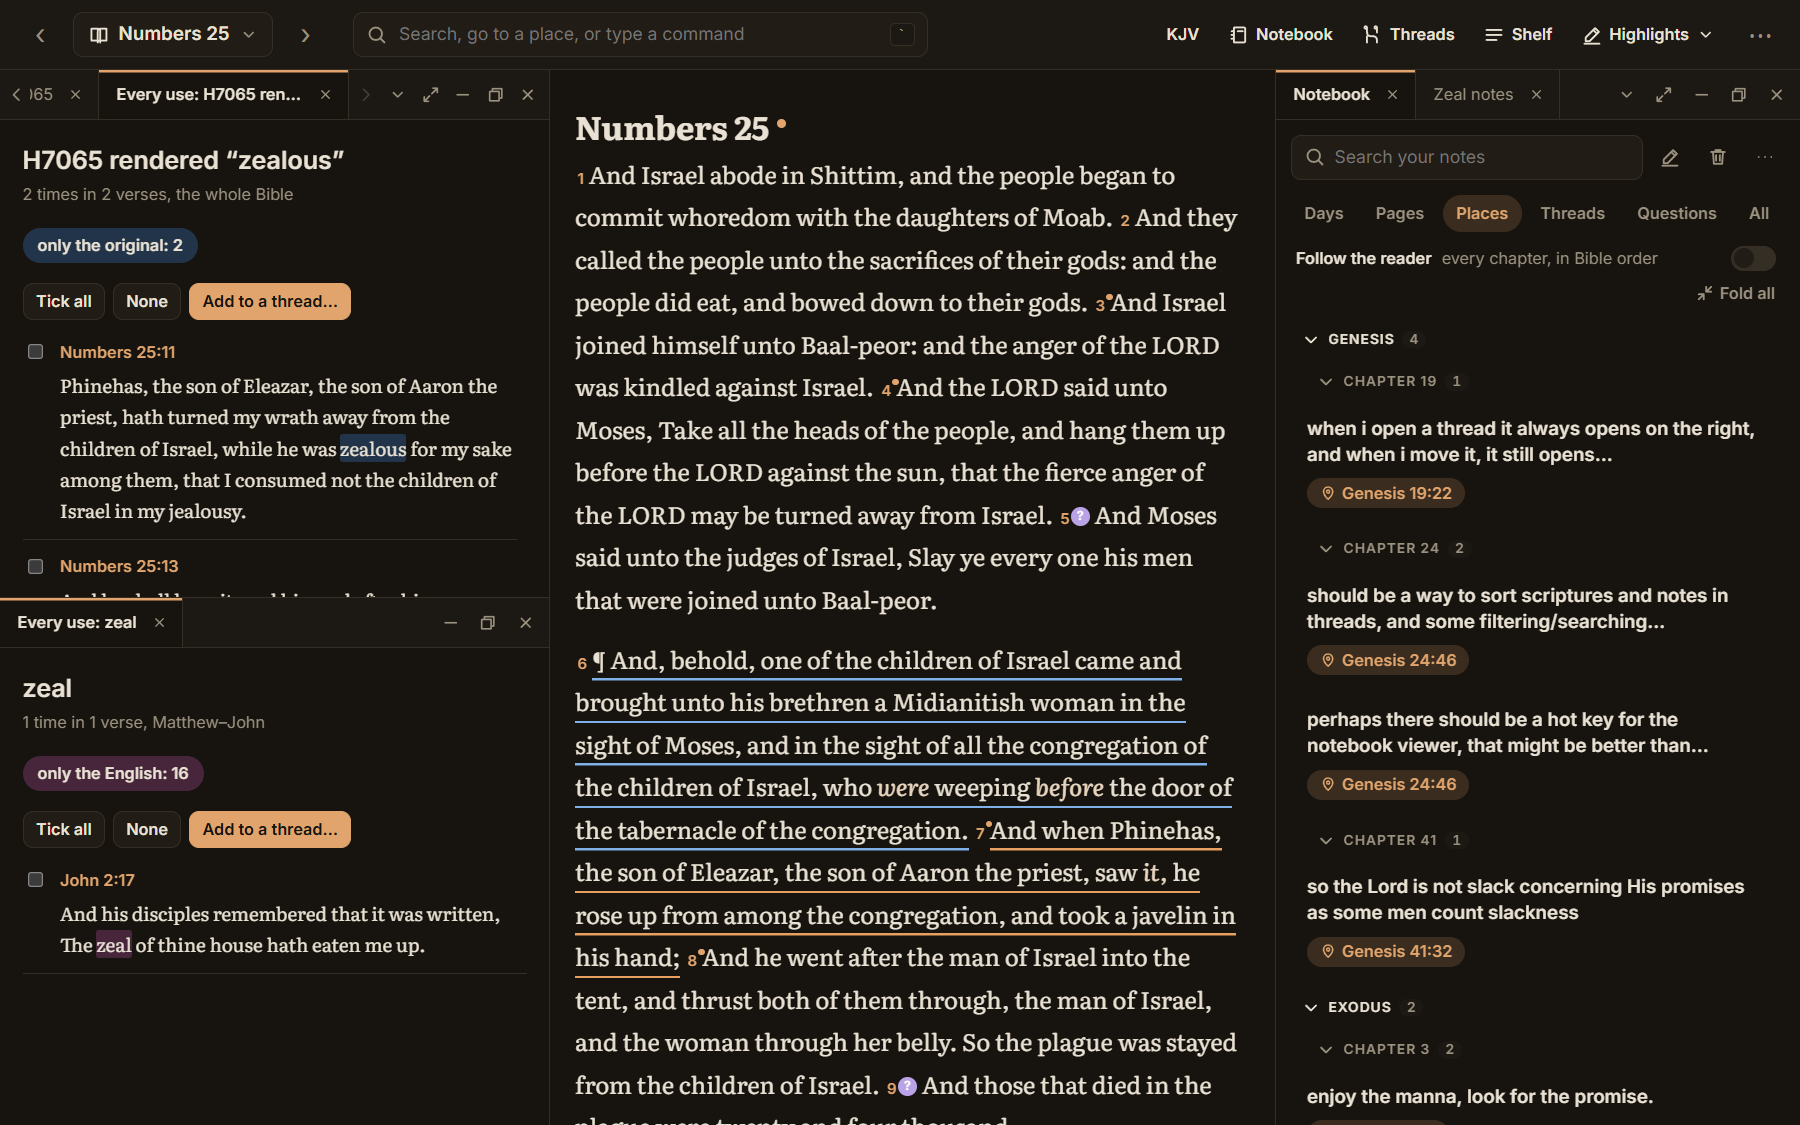 Numbers 25
Search, go to a place, or type a command
`
KJV
Notebook
Threads
Shelf
Highlights
065
Every use: H7065 ren...
H7065 rendered “zealous”
2 times in 2 verses, the whole Bible
only the original: 2
Tick all
None
Add to a thread...
Numbers 25:11
Phinehas, the son of Eleazar, the son of Aaron the
priest, hath turned my wrath away from the
children of Israel, while he was zealous for my sake
among them, that I consumed not the children of
Israel in my jealousy.
Numbers 25:13
Every use: zeal
zeal
1 time in 1 verse, Matthew–John
only the English: 16
Tick all
None
Add to a thread...
John 2:17
And his disciples remembered that it was written,
The zeal of thine house hath eaten me up.
Numbers 25
1 And Israel abode in Shittim, and the people began to
commit whoredom with the daughters of Moab. 2 And they
called the people unto the sacrifices of their gods: and the
people did eat, and bowed down to their gods. 3 And Israel
joined himself unto Baal-peor: and the anger of the LORD
was kindled against Israel. 4 And the LORD said unto
Moses, Take all the heads of the people, and hang them up
before the LORD against the sun, that the fierce anger of
the LORD may be turned away from Israel. 5 ? And Moses
said unto the judges of Israel, Slay ye every one his men
that were joined unto Baal-peor.
6 ¶ And, behold, one of the children of Israel came and
brought unto his brethren a Midianitish woman in the
sight of Moses, and in the sight of all the congregation of
the children of Israel, who were weeping before the door of
the tabernacle of the congregation. 7 And when Phinehas,
the son of Eleazar, the son of Aaron the priest, saw it, he
rose up from among the congregation, and took a javelin in
his hand; 8 And he went after the man of Israel into the
tent, and thrust both of them through, the man of Israel,
and the woman through her belly. So the plague was stayed
from the children of Israel. 9 ? And those that died in the
plague were twenty and four thousand.
Notebook
Zeal notes
Search your notes
Days
Pages
Places
Threads
Questions
All
Follow the reader every chapter, in Bible order
Fold all
GENESIS 4
CHAPTER 19 1
when i open a thread it always opens on the right,
and when i move it, it still opens...
Genesis 19:22
CHAPTER 24 2
should be a way to sort scriptures and notes in
threads, and some filtering/searching...
Genesis 24:46
perhaps there should be a hot key for the
notebook viewer, that might be better than...
Genesis 24:46
CHAPTER 41 1
so the Lord is not slack concerning His promises
as some men count slackness
Genesis 41:32
EXODUS 2
CHAPTER 3 2
enjoy the manna, look for the promise.